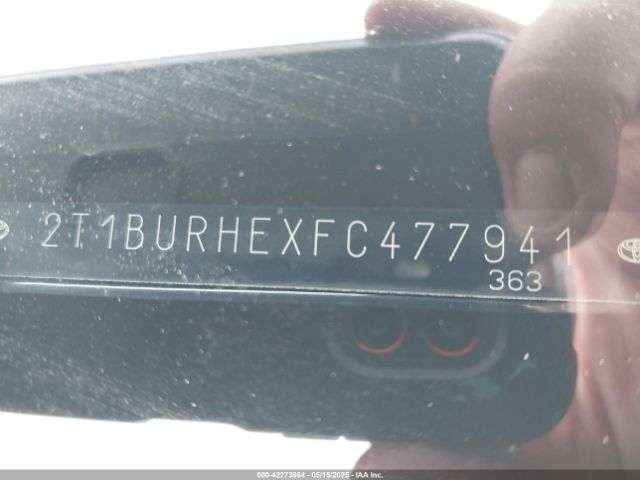 2T1BURHEXFC477941
363
000-42273864 - 05/15/2025 - IAA Inc.